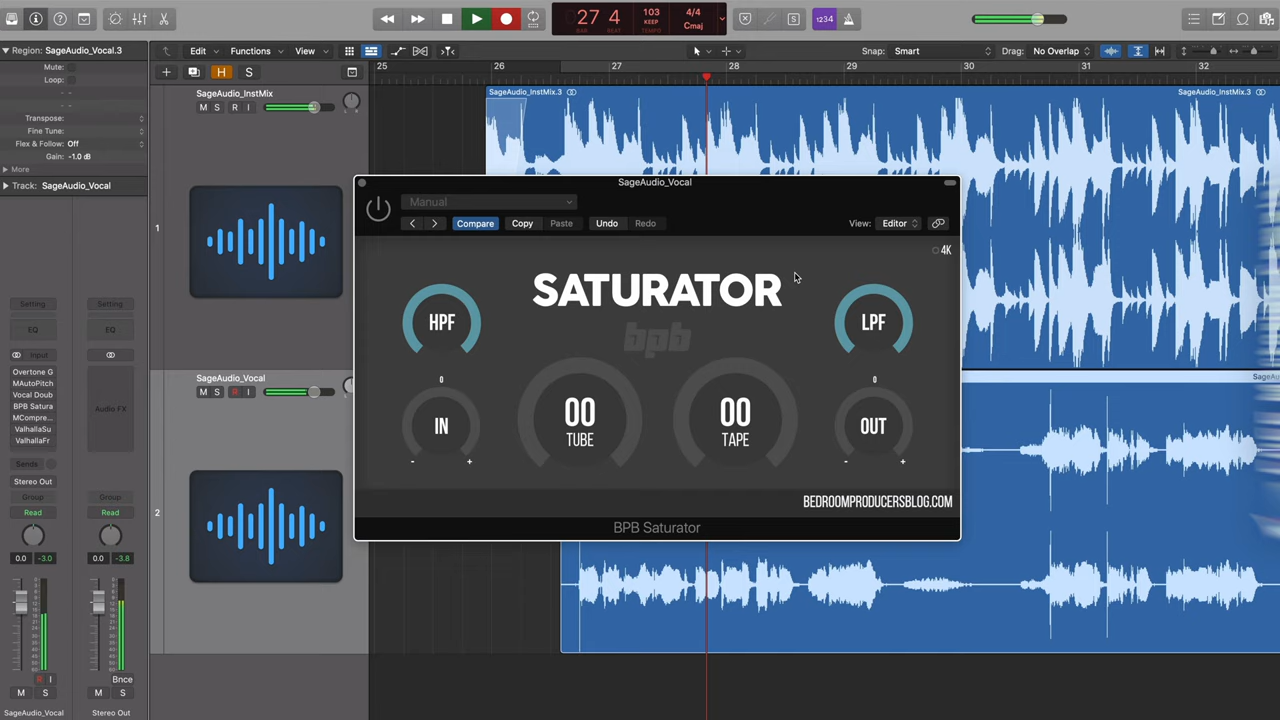 27 4
BAR BEAT
103
KEEP
TEMPO
4/4
Cmaj
1234
Region: SageAudio_Vocal.3
Mute:
Loop:
Transpose:
Fine Tune:
Flex & Follow: Off
Gain: -1.0 dB
More
Track: SageAudio_Vocal
Edit Functions View
Snap: Smart
Drag: No Overlap
H S
25 26 27 28 29 30 31 32
SageAudio_InstMix
M S R I
1
SageAudio_InstMix.3
SageAudio_InstMix.3
SageAudio_Vocal
M S R I
2
SageAu
SageAudio_Vocal
Manual
Compare Copy Paste Undo Redo
View: Editor
4K
SATURATOR
bpb
HPF
LPF
0
IN
- +
00
TUBE
00
TAPE
0
OUT
- +
BEDROOMPRODUCERSBLOG.COM
BPB Saturator
Setting Setting
EQ EQ
Input
Overtone G
MAutoPitch
Vocal Doub
BPB Satura
MCompre...
ValhallaSu
ValhallaFr
Audio FX
Sends
Stereo Out
Group Group
Read Read
0.0 -3.0 0.0 -3.8
R I Bnce
M S M S
SageAudio_Vocal Stereo Out